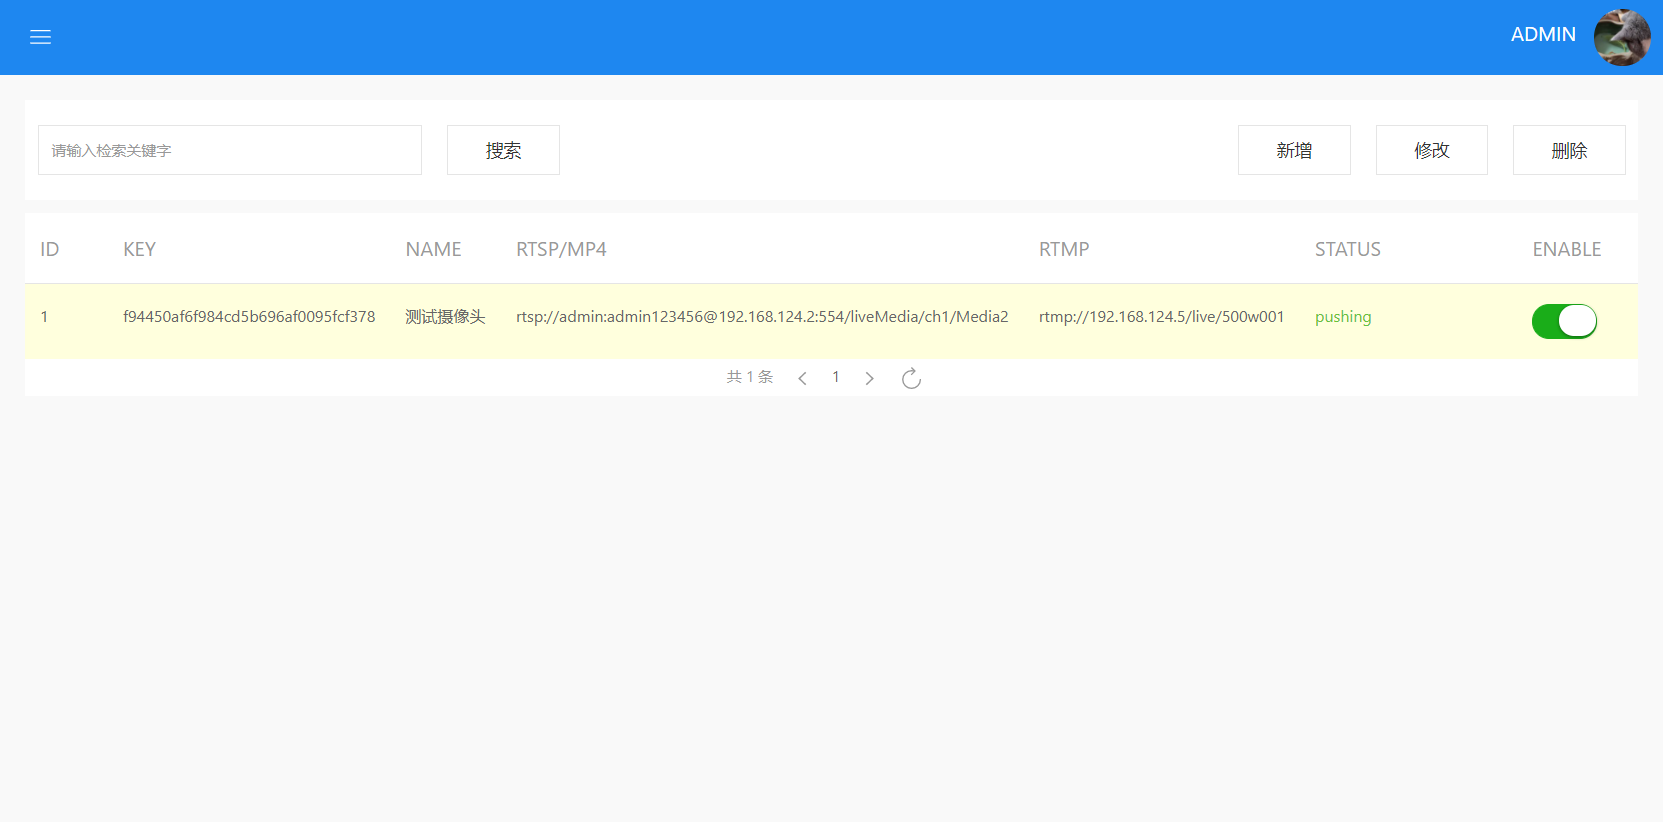 ADMIN
请输入检索关键字
搜索
新增
修改
删除
ID KEY NAME RTSP/MP4 RTMP STATUS ENABLE
1 f94450af6f984cd5b696af0095fcf378 测试摄像头 rtsp://admin:admin123456@192.168.124.2:554/liveMedia/ch1/Media2 rtmp://192.168.124.5/live/500w001 pushing
共 1 条 1